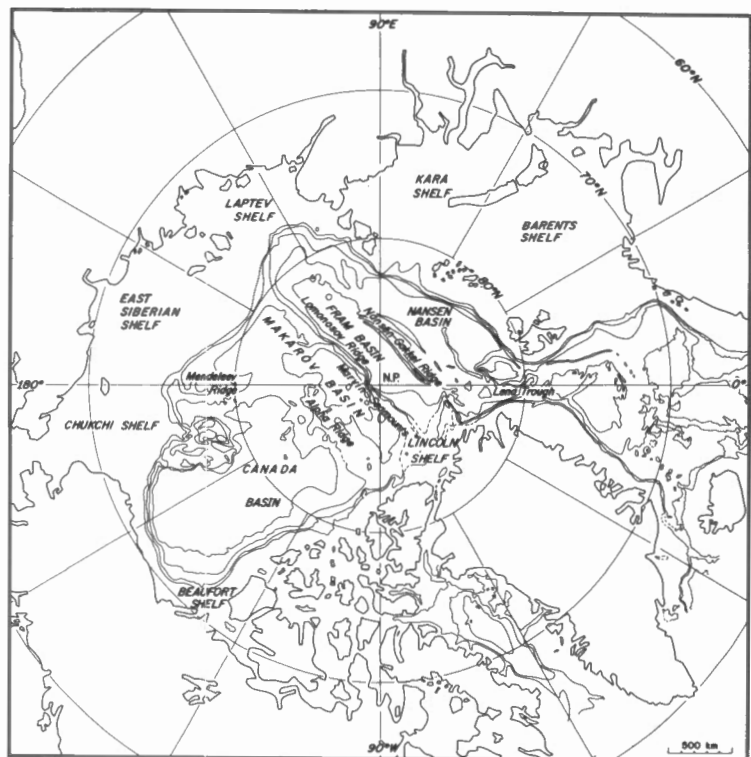 90°E
60°N
KARA
SHELF
70°N
LAPTEV
SHELF
BARENTS
SHELF
80°N
EAST
SIBERIAN
SHELF
NANSEN
BASIN
FRAM BASIN
Lomonosov Ridge
Ridge
MAKAROV BASIN
Mendeleev
Ridge
180°
N.P.
Lena Trough
0°
Alpha Ridge
CHUKCHI SHELF
LINCOLN
SHELF
CANADA
BASIN
BEAUFORT
SHELF
90°W
500 km